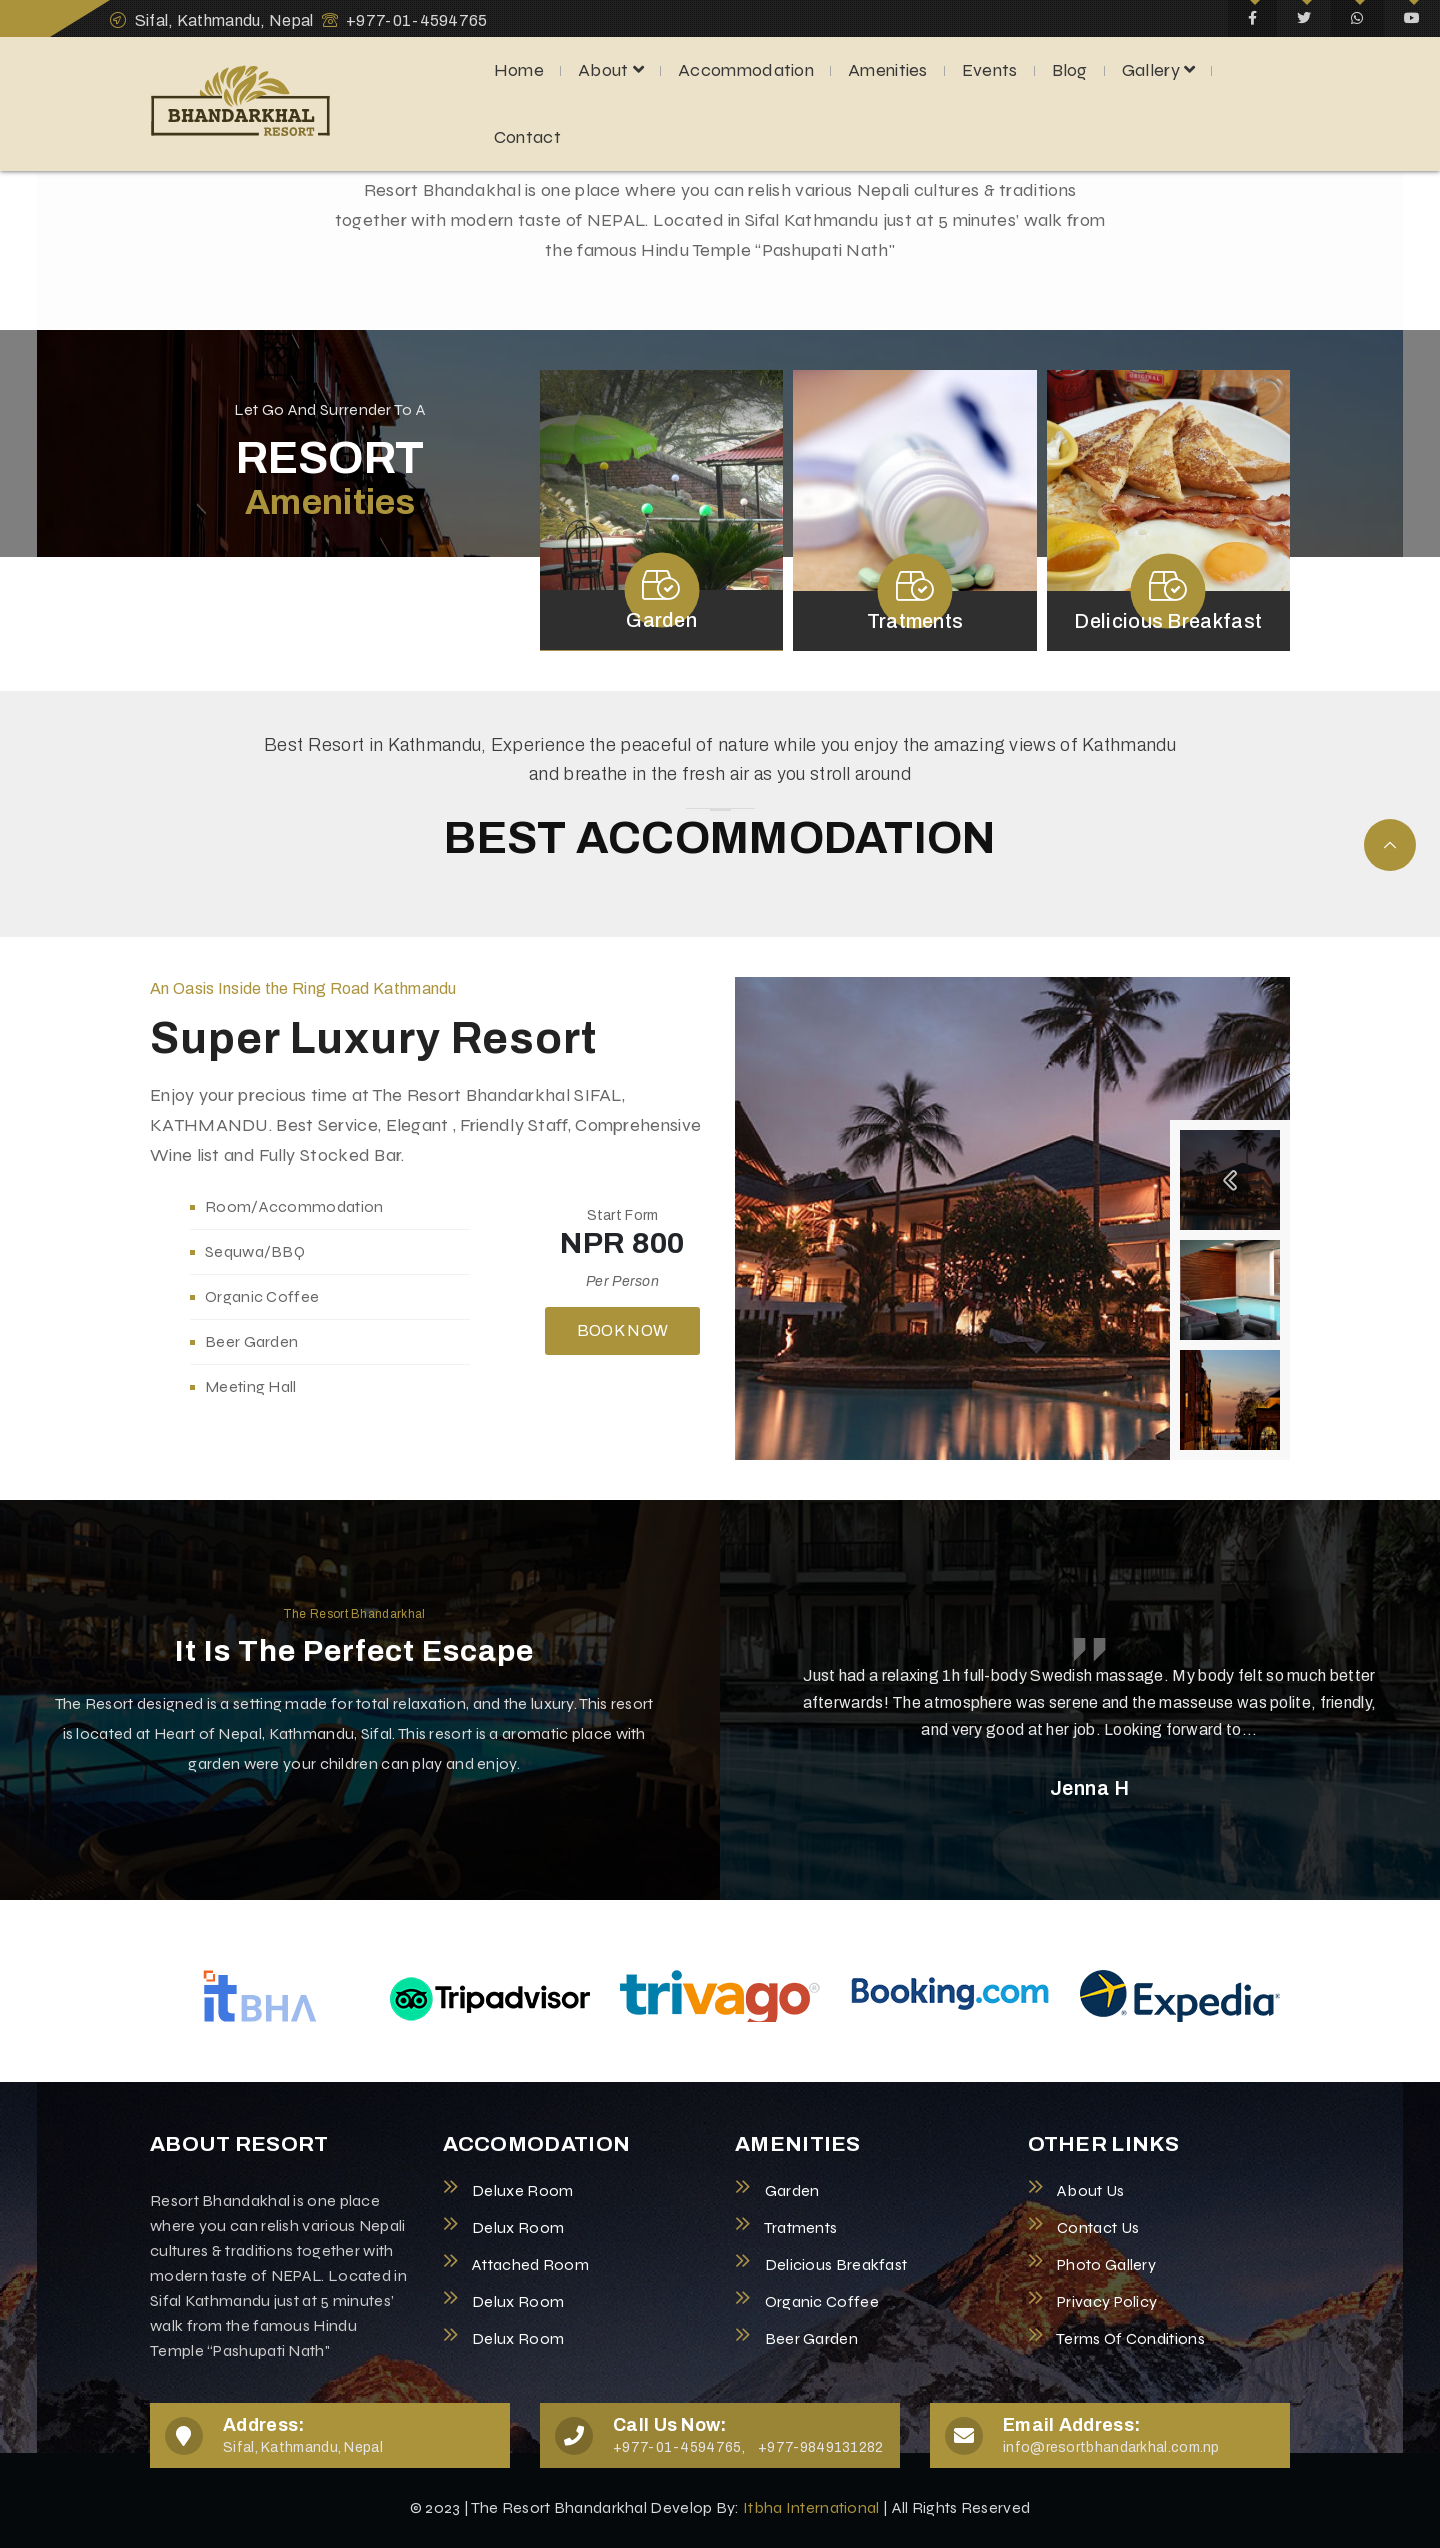 Sifal, Kathmandu, Nepal +977-01-4594765
BHANDARKHAL
RESORT
Home
About
Accommodation
Amenities
Events
Blog
Gallery
Contact
Resort Bhandakhal is one place where you can relish various Nepali cultures & traditions
together with modern taste of NEPAL. Located in Sifal Kathmandu just at 5 minutes’ walk from
the famous Hindu Temple “Pashupati Nath"
Let Go And Surrender To A
RESORT
Amenities
ORIGINAL
Garden
Tratments
Delicious Breakfast
Best Resort in Kathmandu, Experience the peaceful of nature while you enjoy the amazing views of Kathmandu
and breathe in the fresh air as you stroll around
BEST ACCOMMODATION
An Oasis Inside the Ring Road Kathmandu
Super Luxury Resort
Enjoy your precious time at The Resort Bhandarkhal SIFAL,
KATHMANDU. Best Service, Elegant , Friendly Staff, Comprehensive
Wine list and Fully Stocked Bar.
Room/Accommodation
Sequwa/BBQ
Organic Coffee
Beer Garden
Meeting Hall
Start Form
NPR 800
Per Person
BOOK NOW
The Resort Bhandarkhal
It Is The Perfect Escape
The Resort designed is a setting made for total relaxation, and the luxury.This resort
is located at Heart of Nepal, Kathmandu, Sifal. This resort is a aromatic place with
garden were your children can play and enjoy.
Just had a relaxing 1h full-body Swedish massage. My body felt so much better
afterwards! The atmosphere was serene and the masseuse was polite, friendly,
and very good at her job. Looking forward to...
Jenna H
it BHA
Tripadvisor
trivago®
Booking.com
Expedia®
ABOUT RESORT
Resort Bhandakhal is one place
where you can relish various Nepali
cultures & traditions together with
modern taste of NEPAL. Located in
Sifal Kathmandu just at 5 minutes’
walk from the famous Hindu
Temple “Pashupati Nath"
ACCOMODATION
Deluxe Room
Delux Room
Attached Room
Delux Room
Delux Room
AMENITIES
Garden
Tratments
Delicious Breakfast
Organic Coffee
Beer Garden
OTHER LINKS
About Us
Contact Us
Photo Gallery
Privacy Policy
Terms Of Conditions
Address:
Sifal, Kathmandu, Nepal
Call Us Now:
+977-01-4594765, +977-9849131282
Email Address:
info@resortbhandarkhal.com.np
© 2023 | The Resort Bhandarkhal Develop By: Itbha International | All Rights Reserved